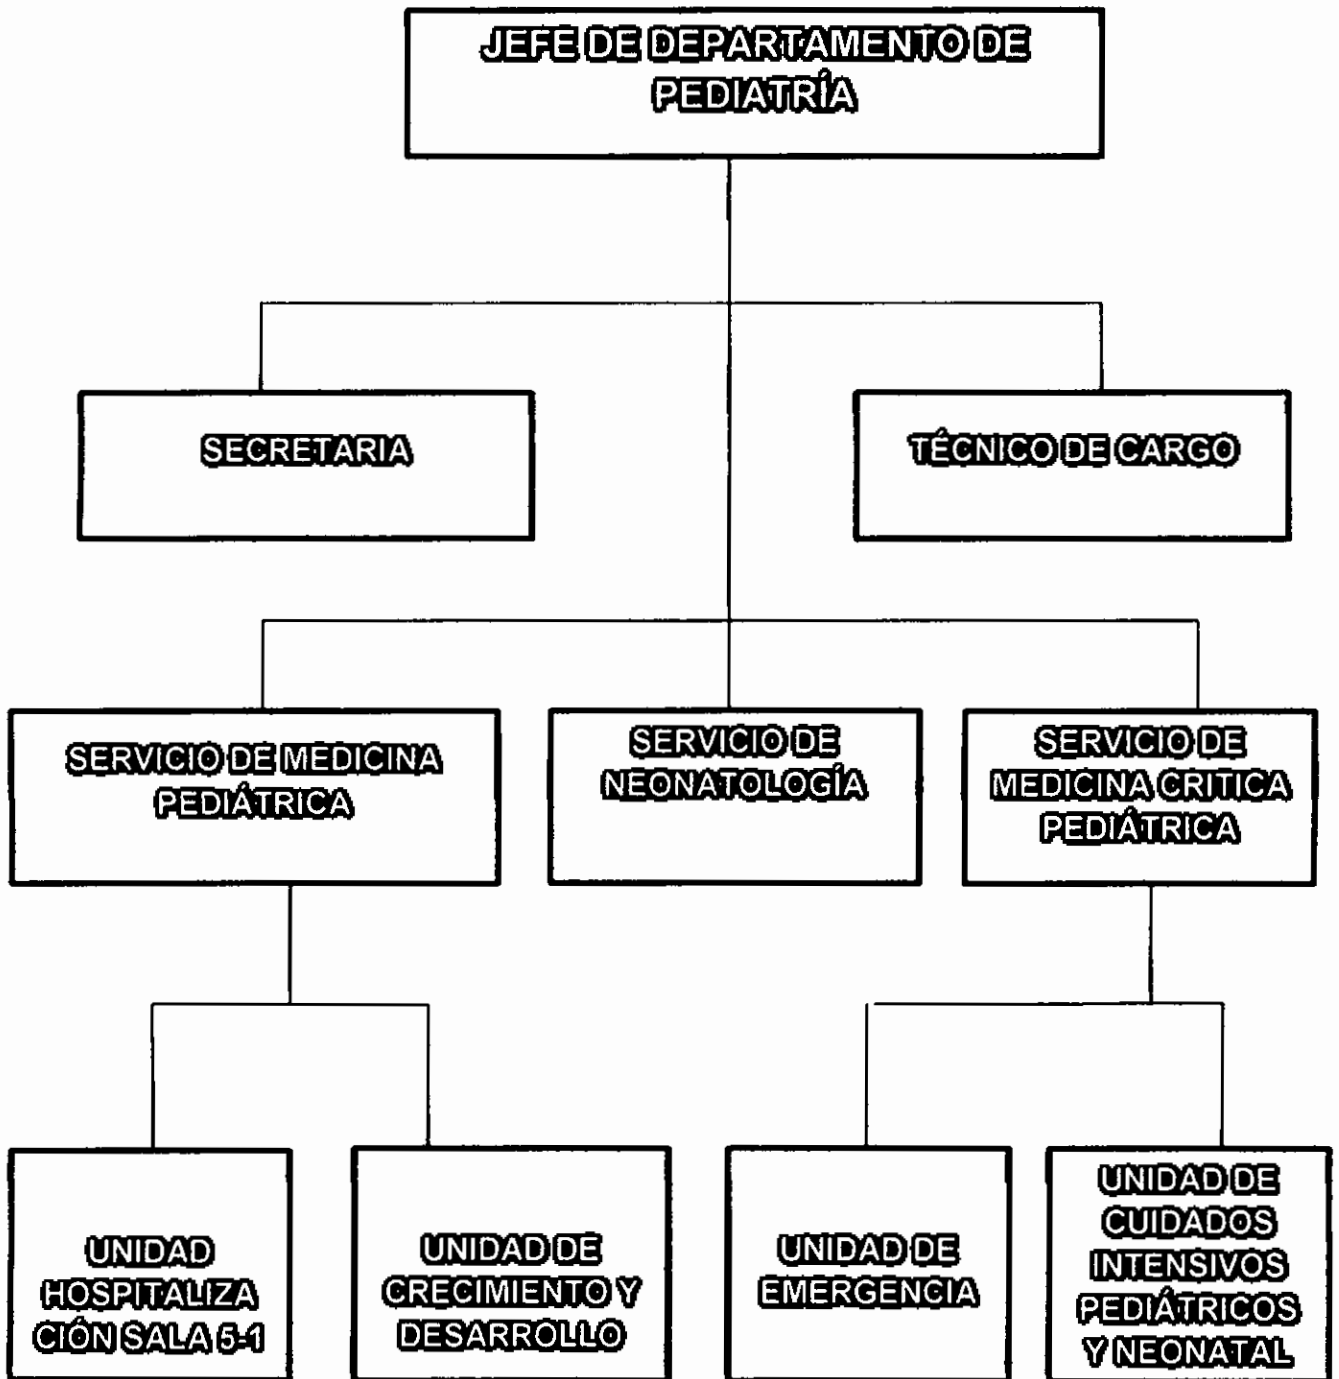 JEFE DE DEPARTAMENTO DE
PEDIATRÍA
SECRETARIA
TÉCNICO DE CARGO
SERVICIO DE MEDICINA
PEDIÁTRICA
SERVICIO DE
NEONATOLOGÍA
SERVICIO DE
MEDICINA CRITICA
PEDIÁTRICA
UNIDAD
HOSPITALIZA
CIÓN SALA 5-1
UNIDAD DE
CRECIMIENTO Y
DESARROLLO
UNIDAD DE
EMERGENCIA
UNIDAD DE
CUIDADOS
INTENSIVOS
PEDIÁTRICOS
Y NEONATAL